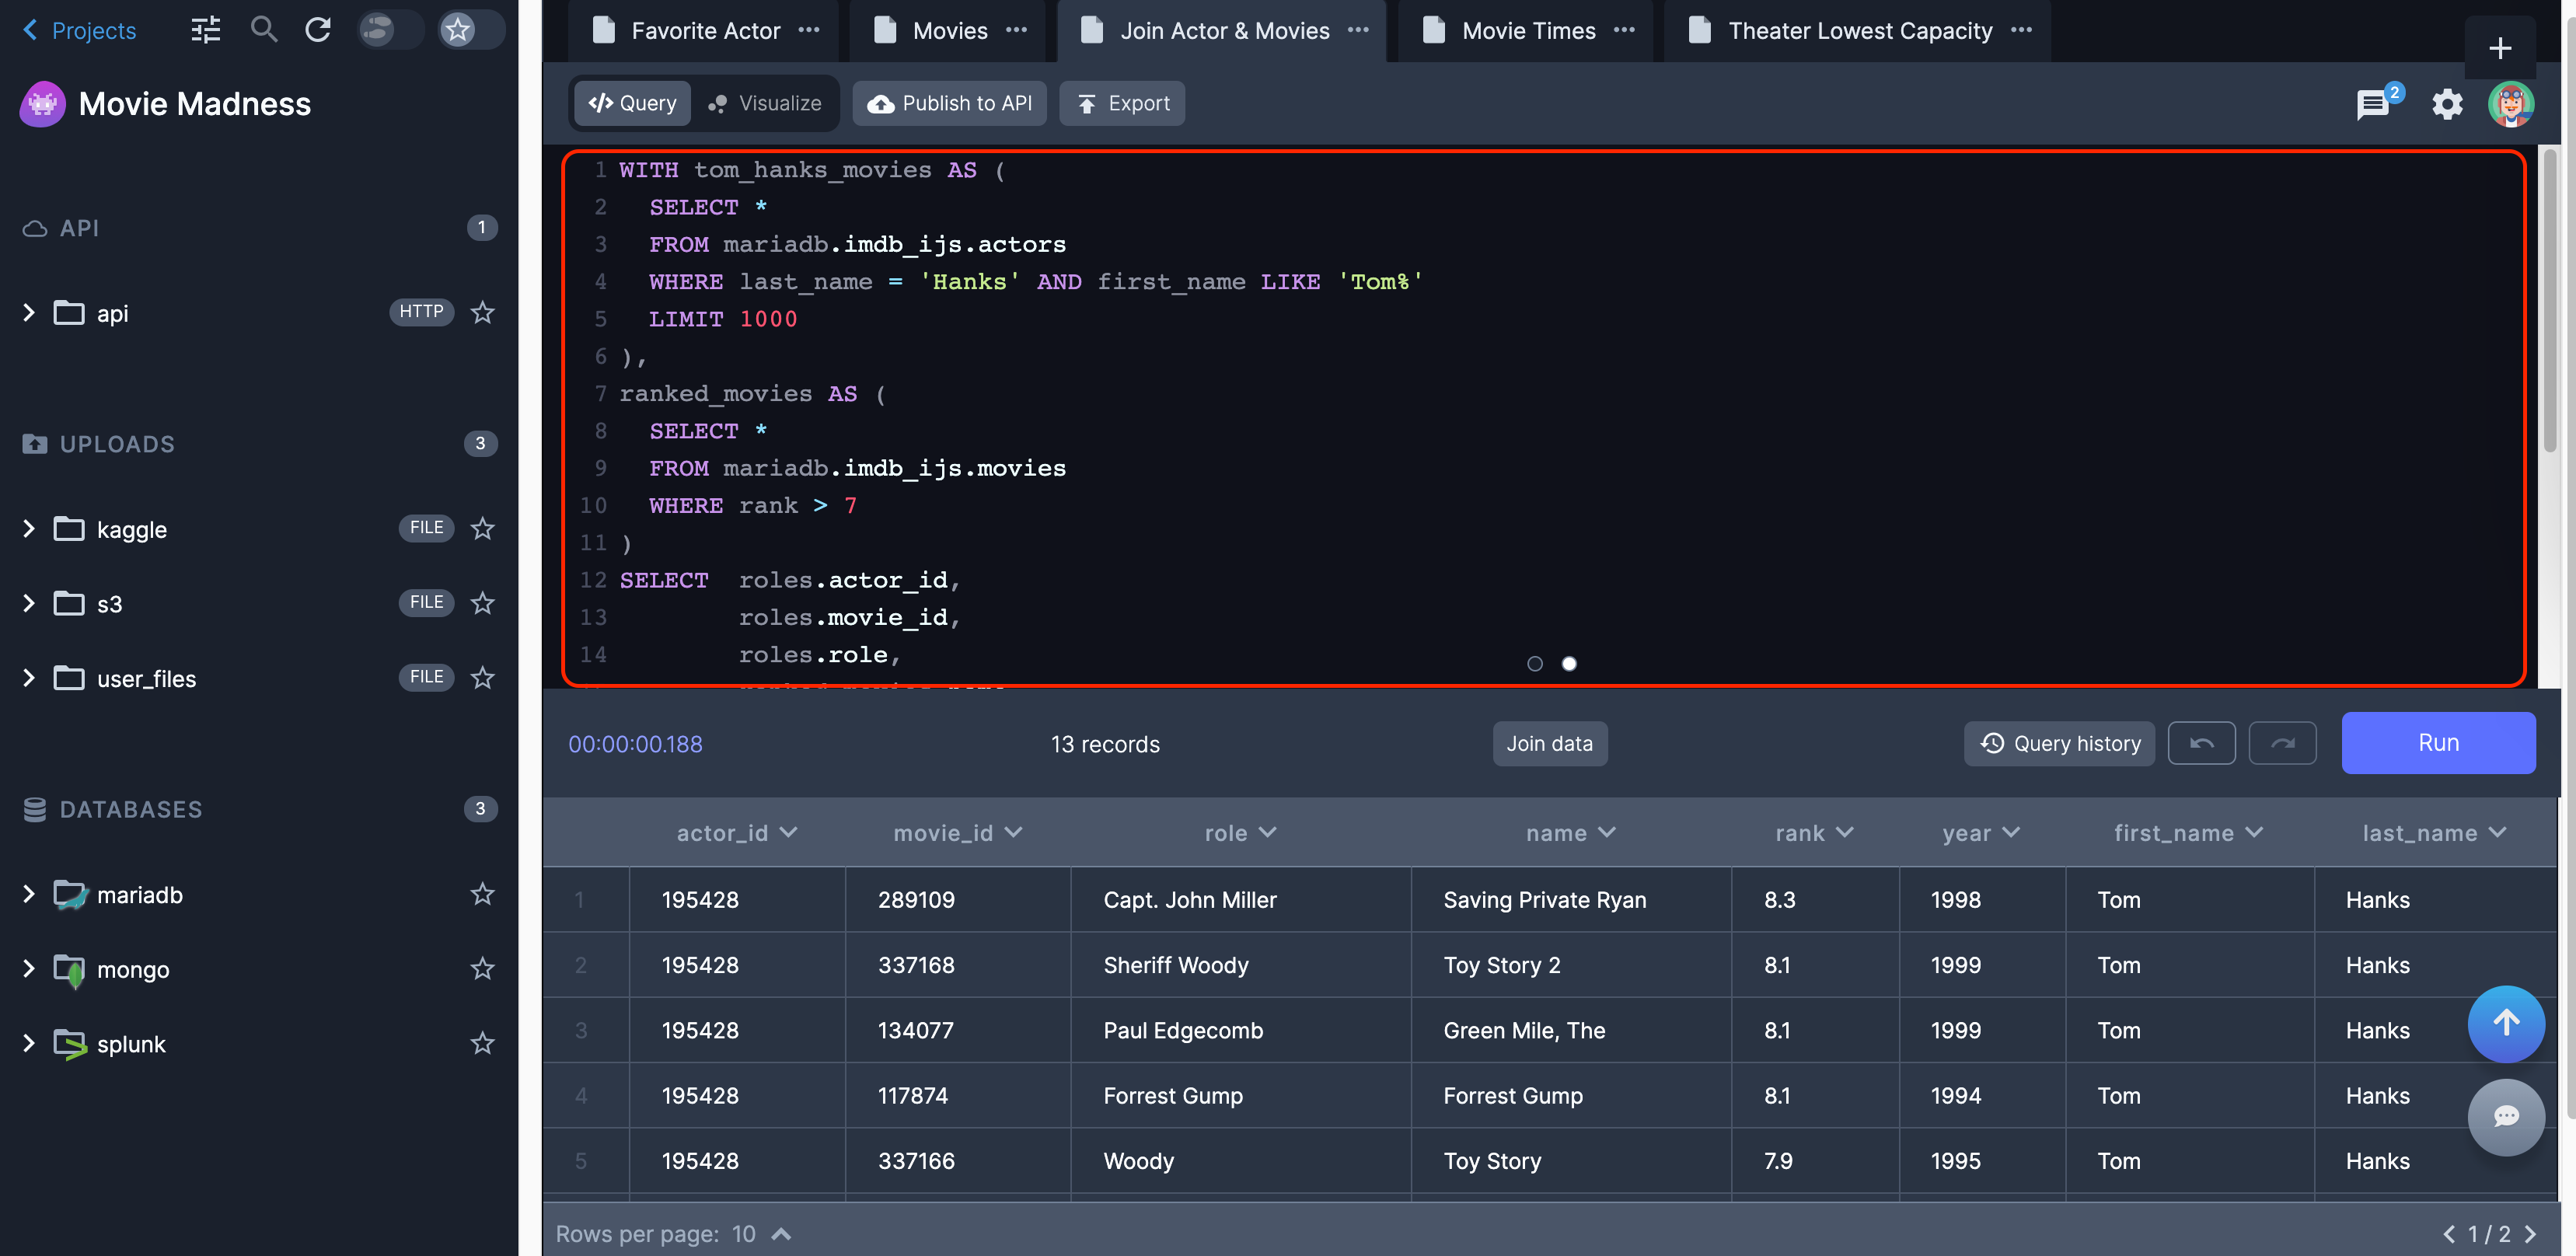 Projects
Movie Madness
API 1
api HTTP
UPLOADS 3
kaggle FILE
s3 FILE
user_files FILE
DATABASES 3
mariadb
mongo
splunk
Favorite Actor ··· Movies ··· Join Actor & Movies ··· Movie Times ··· Theater Lowest Capacity ···
</> Query Visualize Publish to API Export 2
1 WITH tom_hanks_movies AS (
2 SELECT *
3 FROM mariadb.imdb_ijs.actors
4 WHERE last_name = 'Hanks' AND first_name LIKE 'Tom%'
5 LIMIT 1000
6 ),
7 ranked_movies AS (
8 SELECT *
9 FROM mariadb.imdb_ijs.movies
10 WHERE rank > 7
11 )
12 SELECT roles.actor_id,
13 roles.movie_id,
14 roles.role,
00:00:00.188 13 records Join data Query history Run
actor_id movie_id role name rank year first_name last_name
1 195428 289109 Capt. John Miller Saving Private Ryan 8.3 1998 Tom Hanks
2 195428 337168 Sheriff Woody Toy Story 2 8.1 1999 Tom Hanks
3 195428 134077 Paul Edgecomb Green Mile, The 8.1 1999 Tom Hanks
4 195428 117874 Forrest Gump Forrest Gump 8.1 1994 Tom Hanks
5 195428 337166 Woody Toy Story 7.9 1995 Tom Hanks
Rows per page: 10 1 / 2